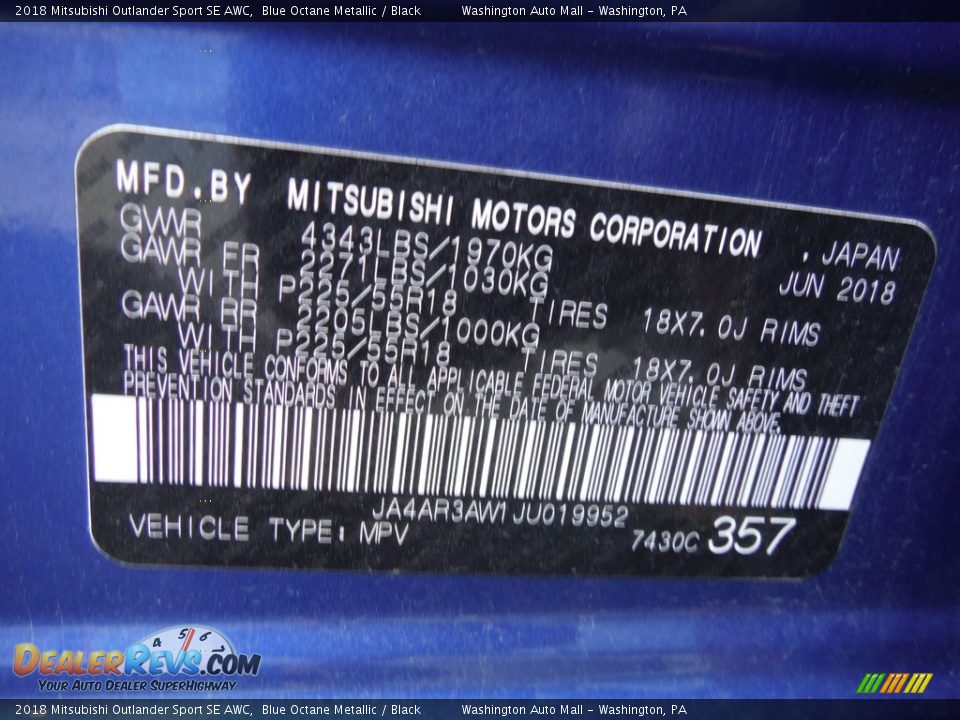 2018 Mitsubishi Outlander Sport SE AWC, Blue Octane Metallic / Black Washington Auto Mall - Washington, PA
MFD.BY MITSUBISHI MOTORS CORPORATION , JAPAN
GVWR 4343LBS/1970KG JUN 2018
GAWR FR 2271LBS/1030KG
WITH P225/55R18 TIRES 18X7.0J RIMS
GAWR RR 2205LBS/1000KG
WITH P225/55R18 TIRES 18X7.0J RIMS
THIS VEHICLE CONFORMS TO ALL APPLICABLE FEDERAL MOTOR VEHICLE SAFETY AND THEFT
PREVENTION STANDARDS IN EFFECT ON THE DATE OF MANUFACTURE SHOWN ABOVE.
JA4AR3AW1JU019952
VEHICLE TYPE: MPV 7430C 357
4 5 6
DEALERREVS.COM
YOUR AUTO DEALER SUPERHIGHWAY
2018 Mitsubishi Outlander Sport SE AWC, Blue Octane Metallic / Black Washington Auto Mall - Washington, PA